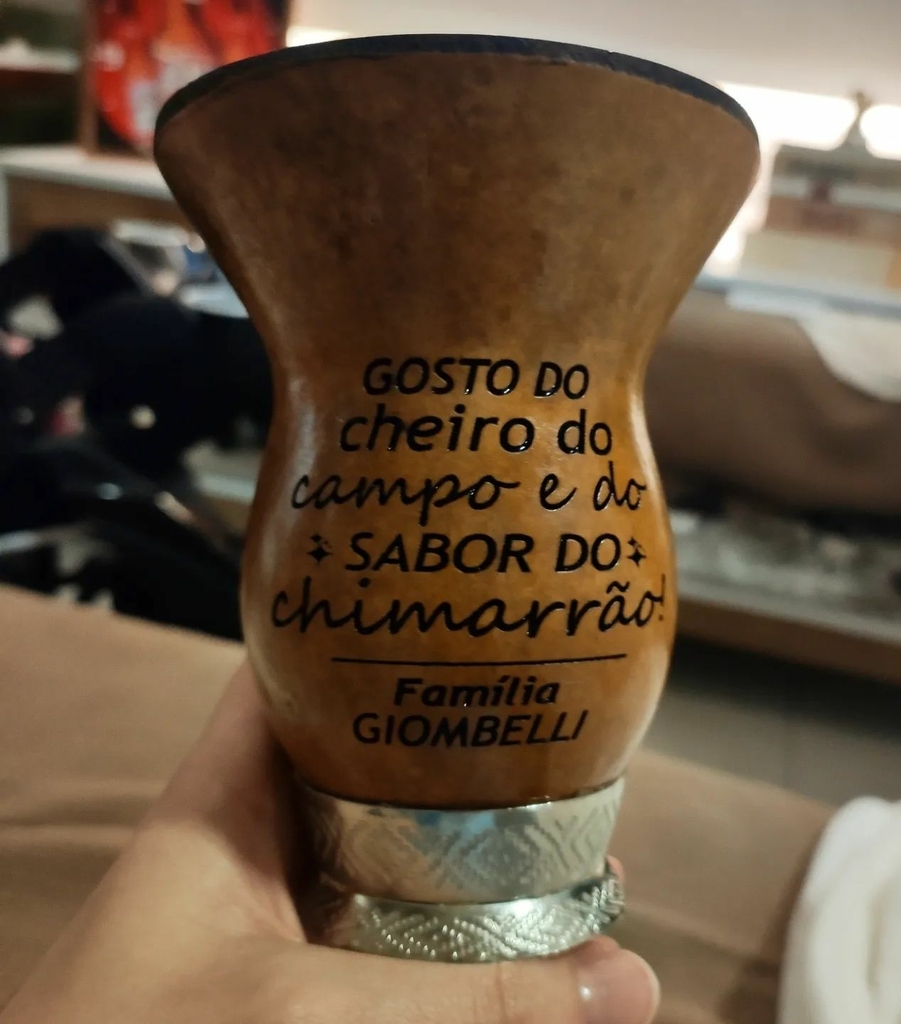 GOSTO DO
cheiro do
campo e do
SABOR DO
chimarrão!
Família
GIOMBELLI